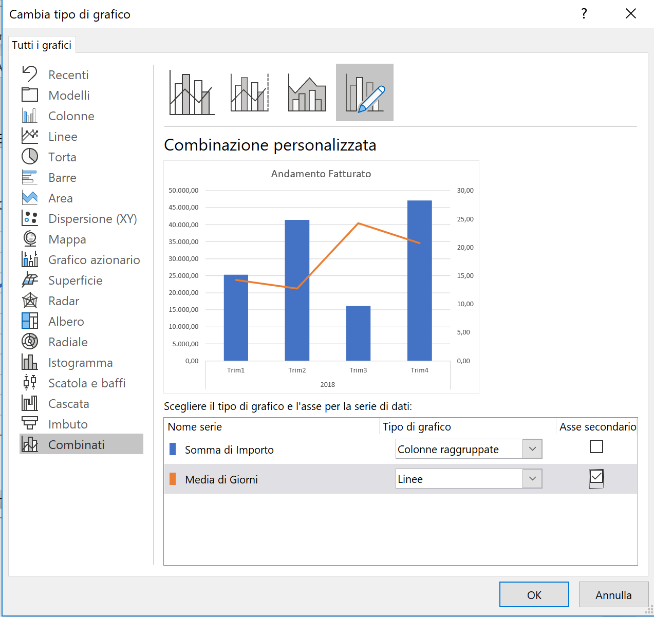 Cambia tipo di grafico
Tutti i grafici
Recenti
Modelli
Colonne
Linee
Torta
Barre
Area
Dispersione (XY)
Mappa
Grafico azionario
Superficie
Radar
Albero
Radiale
Istogramma
Scatola e baffi
Cascata
Imbuto
Combinati
Combinazione personalizzata
Andamento Fatturato
50.000,00
45.000,00
40.000,00
35.000,00
30.000,00
25.000,00
20.000,00
15.000,00
10.000,00
5.000,00
0,00
30,00
25,00
20,00
15,00
10,00
5,00
0,00
Trim1 Trim2 Trim3 Trim4
2018
Scegliere il tipo di grafico e l'asse per la serie di dati:
Nome serie Tipo di grafico Asse secondario
Somma di Importo Colonne raggruppate
Media di Giorni Linee
OK Annulla